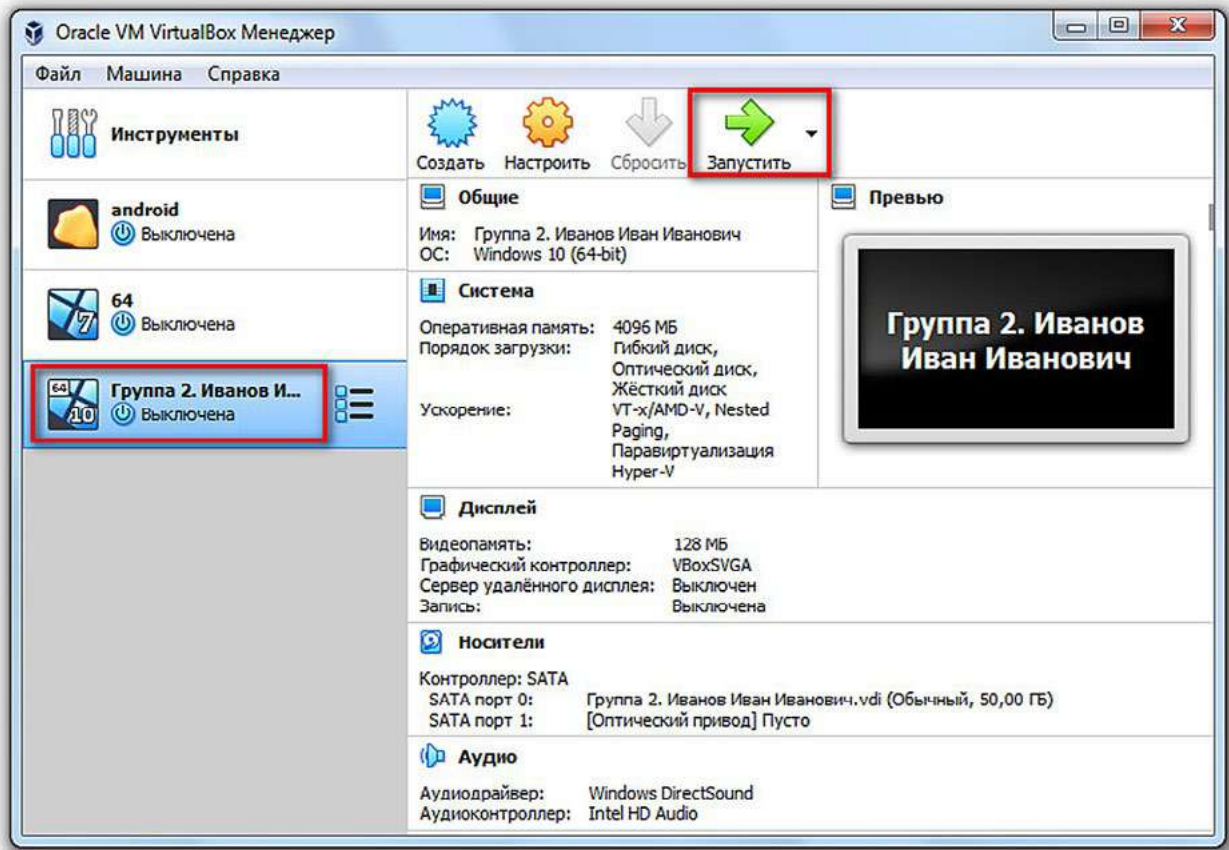 Oracle VM VirtualBox Менеджер
Файл Машина Справка
Инструменты
Создать Настроить Сбросить Запустить
android
Выключена
64
Выключена
Группа 2. Иванов И...
Выключена
Общие
Имя: Группа 2. Иванов Иван Иванович
ОС: Windows 10 (64-bit)
Превью
Группа 2. Иванов
Иван Иванович
Система
Оперативная память: 4096 МБ
Порядок загрузки: Гибкий диск,
Оптический диск,
Жёсткий диск
Ускорение: VT-x/AMD-V, Nested
Paging,
Паравиртуализация
Hyper-V
Дисплей
Видеопамять: 128 МБ
Графический контроллер: VBoxSVGA
Сервер удалённого дисплея: Выключен
Запись: Выключена
Носители
Контроллер: SATA
SATA порт 0: Группа 2. Иванов Иван Иванович.vdi (Обычный, 50,00 ГБ)
SATA порт 1: [Оптический привод] Пусто
Аудио
Аудиодрайвер: Windows DirectSound
Аудиоконтроллер: Intel HD Audio
7
64
10